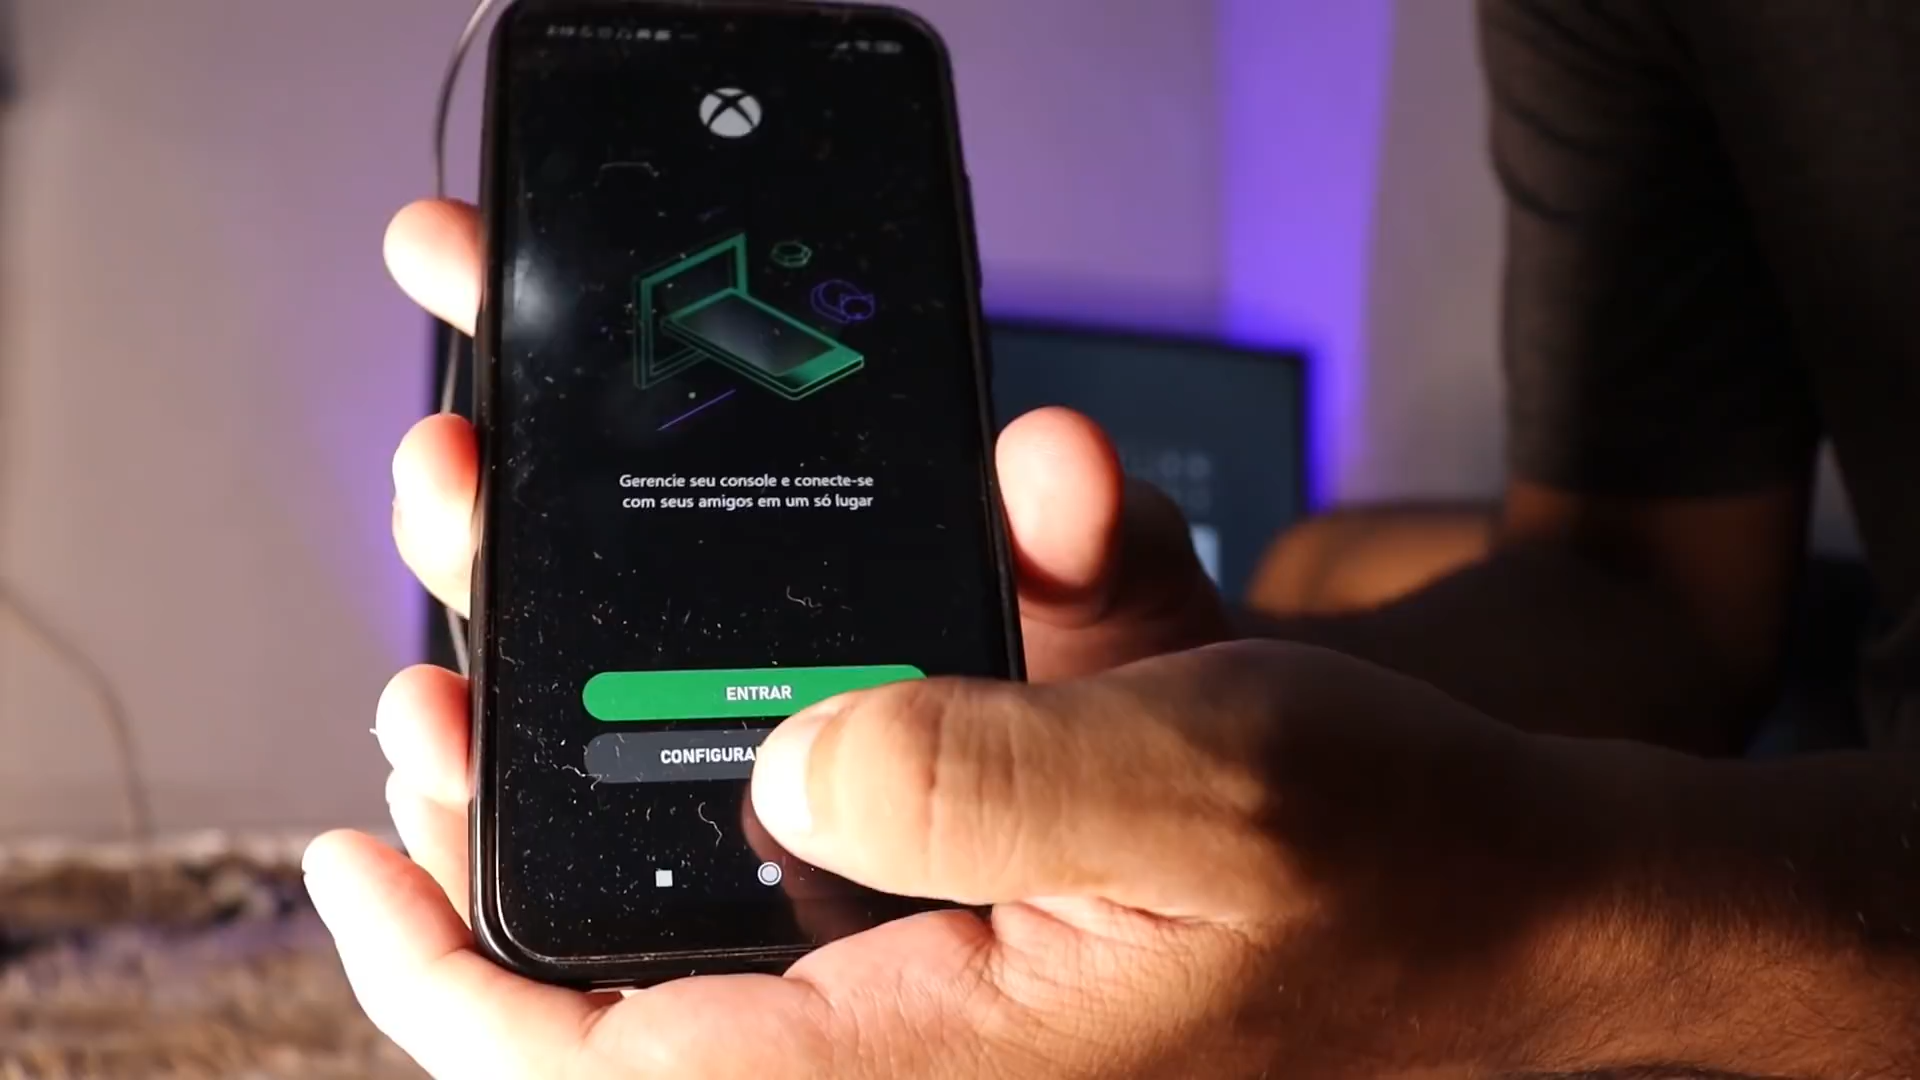 Gerencie seu console e conecte-se
com seus amigos em um só lugar
ENTRAR